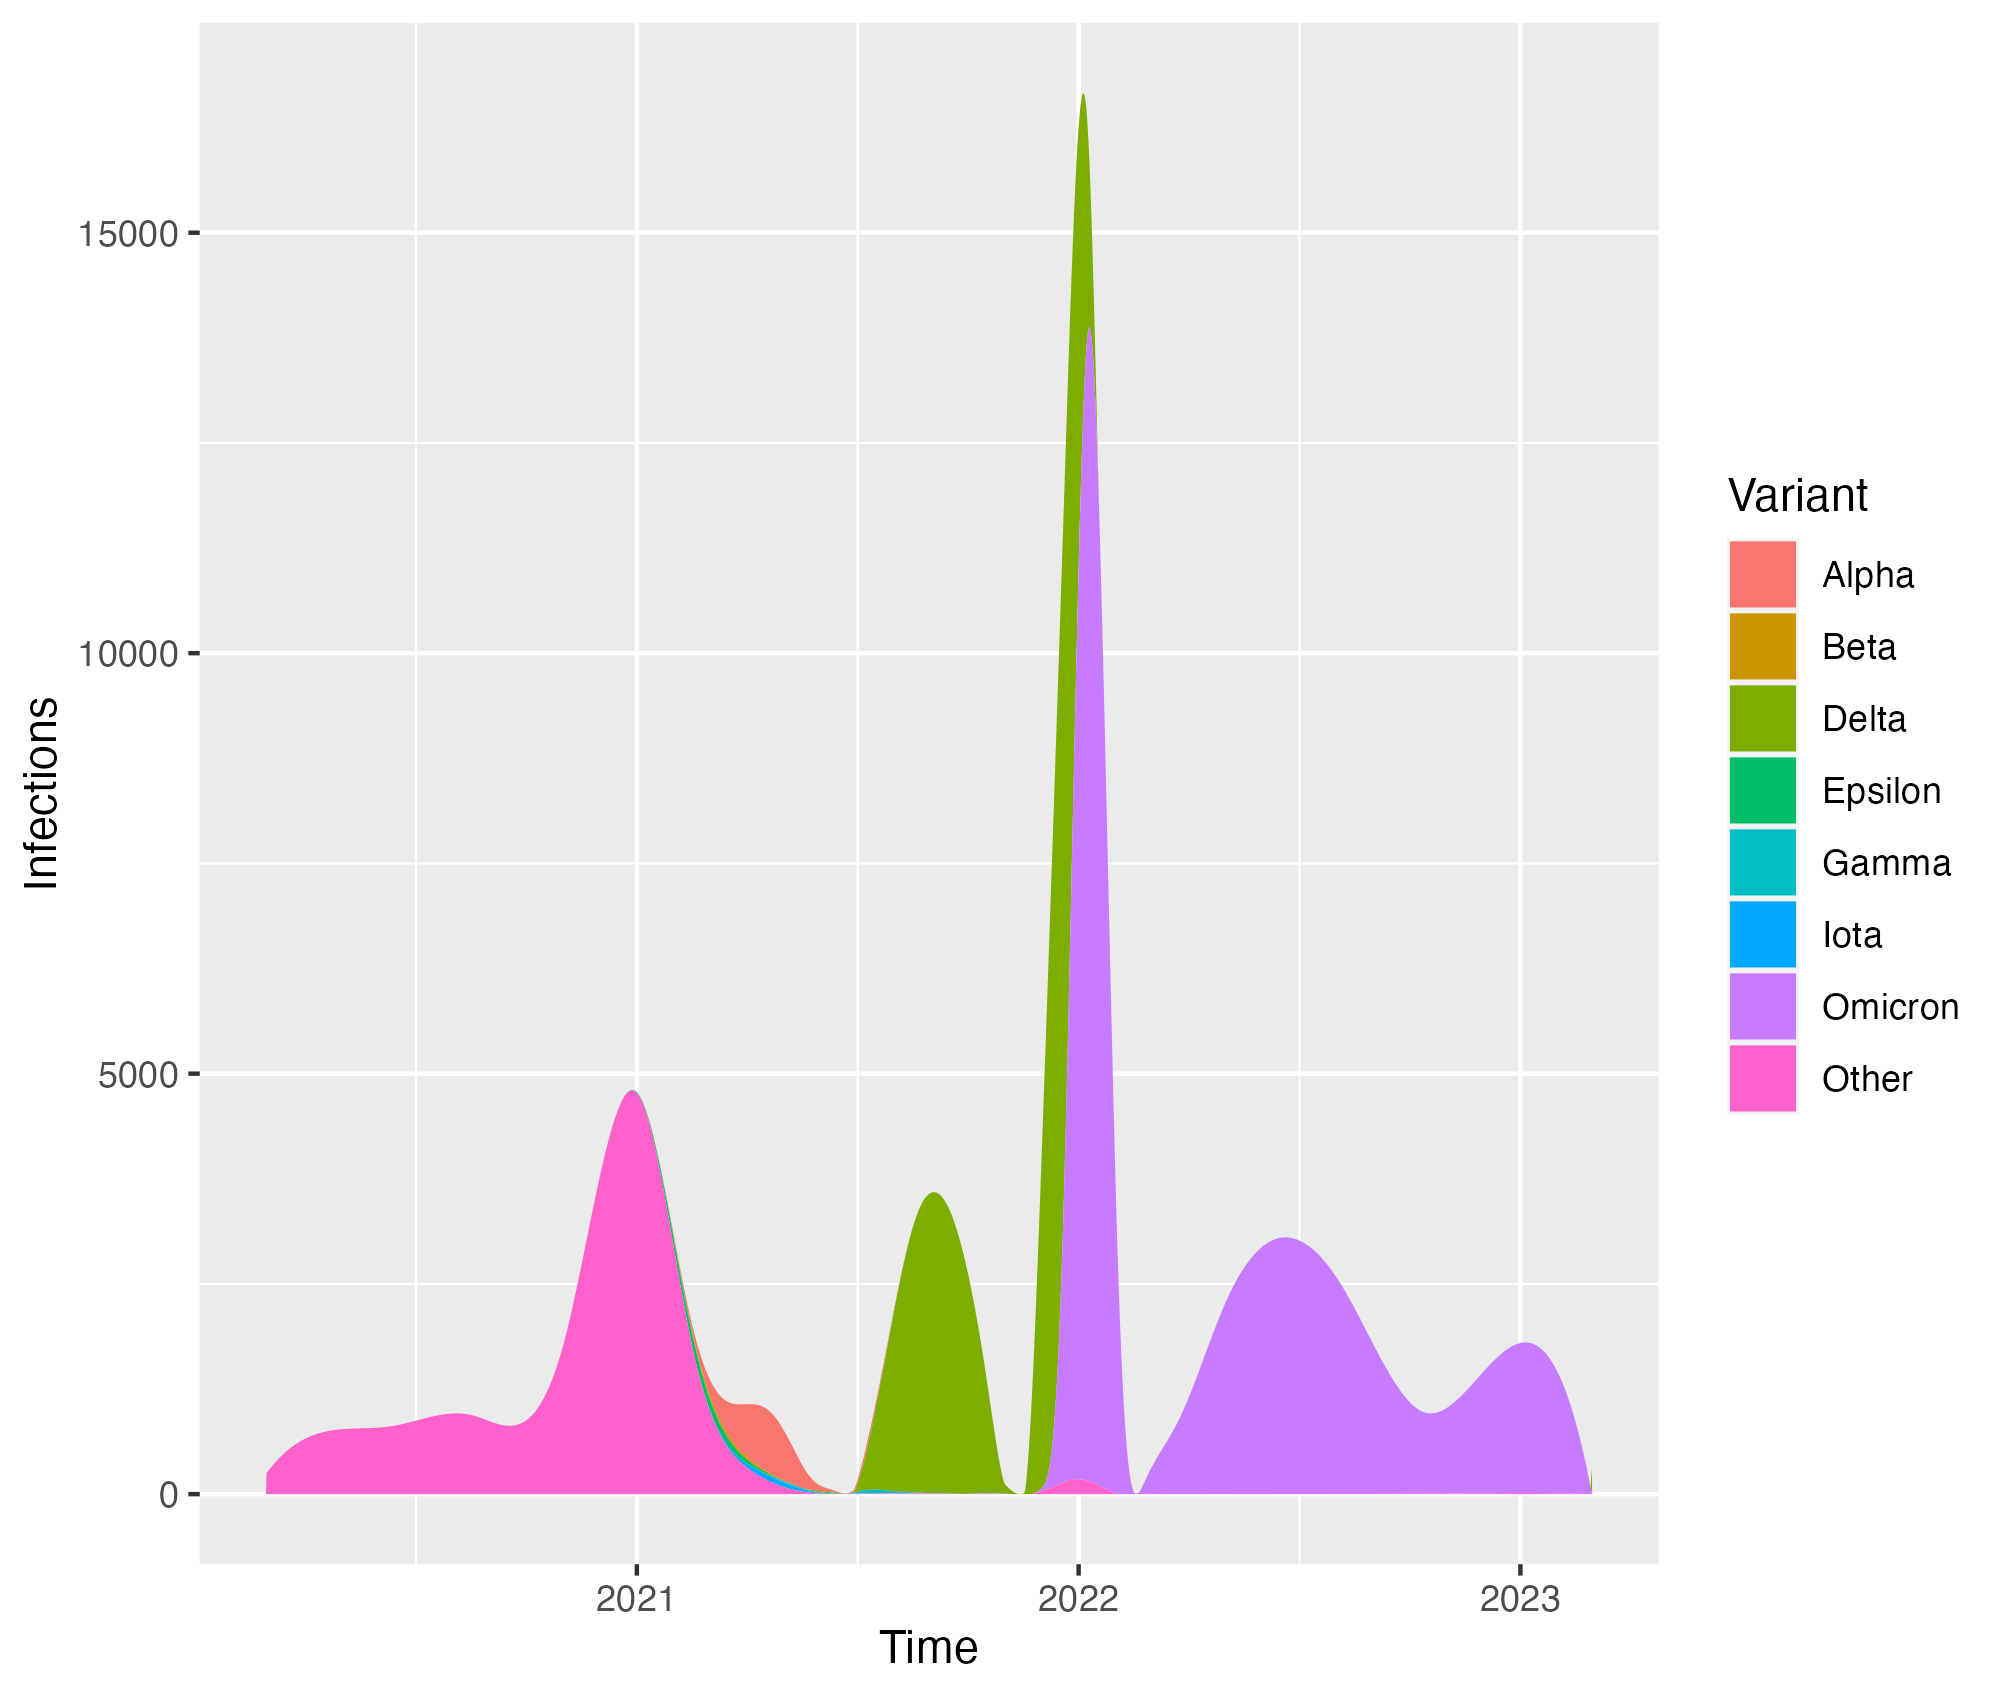 15000
10000
5000
0
Infections
2021
2022
2023
Time
Variant
Alpha
Beta
Delta
Epsilon
Gamma
Iota
Omicron
Other